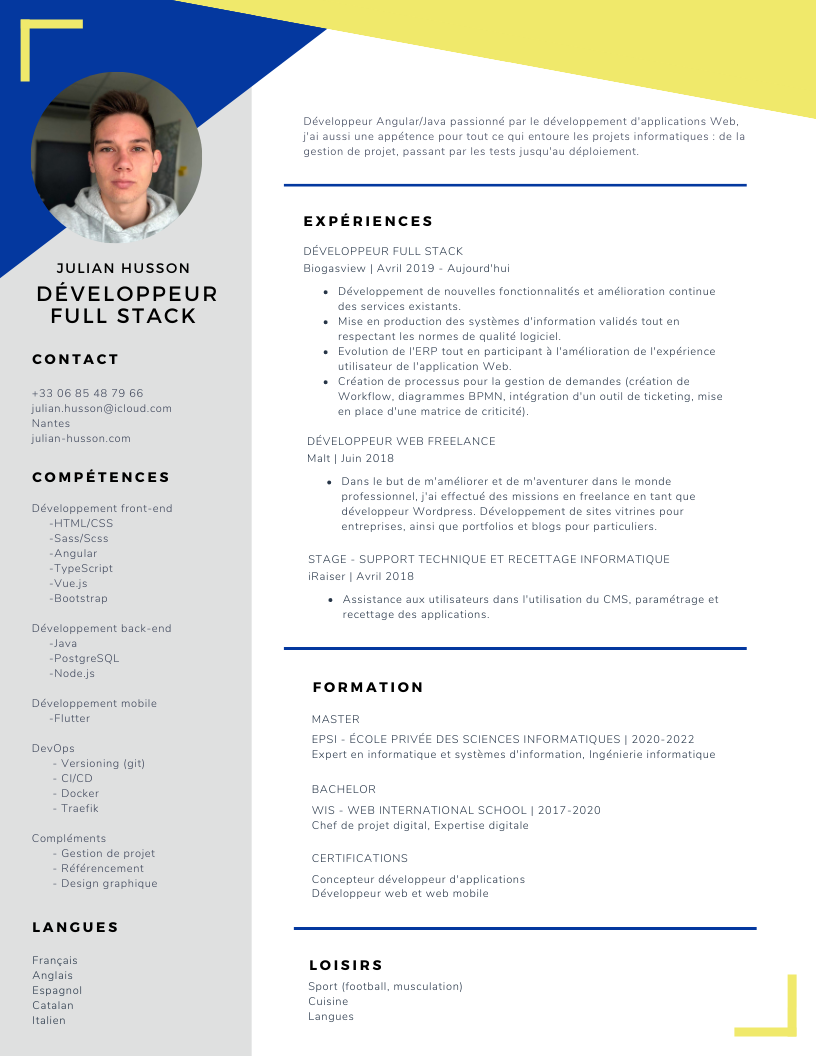 JULIAN HUSSON
DÉVELOPPEUR
FULL STACK
CONTACT
+33 06 85 48 79 66
julian.husson@icloud.com
Nantes
julian-husson.com
COMPÉTENCES
Développement front-end
-HTML/CSS
-Sass/Scss
-Angular
-TypeScript
-Vue.js
-Bootstrap
Développement back-end
-Java
-PostgreSQL
-Node.js
Développement mobile
-Flutter
DevOps
- Versioning (git)
- CI/CD
- Docker
- Traefik
Compléments
- Gestion de projet
- Référencement
- Design graphique
LANGUES
Français
Anglais
Espagnol
Catalan
Italien
Développeur Angular/Java passionné par le développement d'applications Web,
j'ai aussi une appétence pour tout ce qui entoure les projets informatiques : de la
gestion de projet, passant par les tests jusqu'au déploiement.
EXPÉRIENCES
DÉVELOPPEUR FULL STACK
Biogasview | Avril 2019 - Aujourd'hui
• Développement de nouvelles fonctionnalités et amélioration continue
des services existants.
• Mise en production des systèmes d'information validés tout en
respectant les normes de qualité logiciel.
• Evolution de l'ERP tout en participant à l'amélioration de l'expérience
utilisateur de l'application Web.
• Création de processus pour la gestion de demandes (création de
Workflow, diagrammes BPMN, intégration d'un outil de ticketing, mise
en place d'une matrice de criticité).
DÉVELOPPEUR WEB FREELANCE
Malt | Juin 2018
• Dans le but de m'améliorer et de m'aventurer dans le monde
professionnel, j'ai effectué des missions en freelance en tant que
développeur Wordpress. Développement de sites vitrines pour
entreprises, ainsi que portfolios et blogs pour particuliers.
STAGE - SUPPORT TECHNIQUE ET RECETTAGE INFORMATIQUE
iRaiser | Avril 2018
• Assistance aux utilisateurs dans l'utilisation du CMS, paramétrage et
recettage des applications.
FORMATION
MASTER
EPSI - ÉCOLE PRIVÉE DES SCIENCES INFORMATIQUES | 2020-2022
Expert en informatique et systèmes d'information, Ingénierie informatique
BACHELOR
WIS - WEB INTERNATIONAL SCHOOL | 2017-2020
Chef de projet digital, Expertise digitale
CERTIFICATIONS
Concepteur développeur d'applications
Développeur web et web mobile
LOISIRS
Sport (football, musculation)
Cuisine
Langues